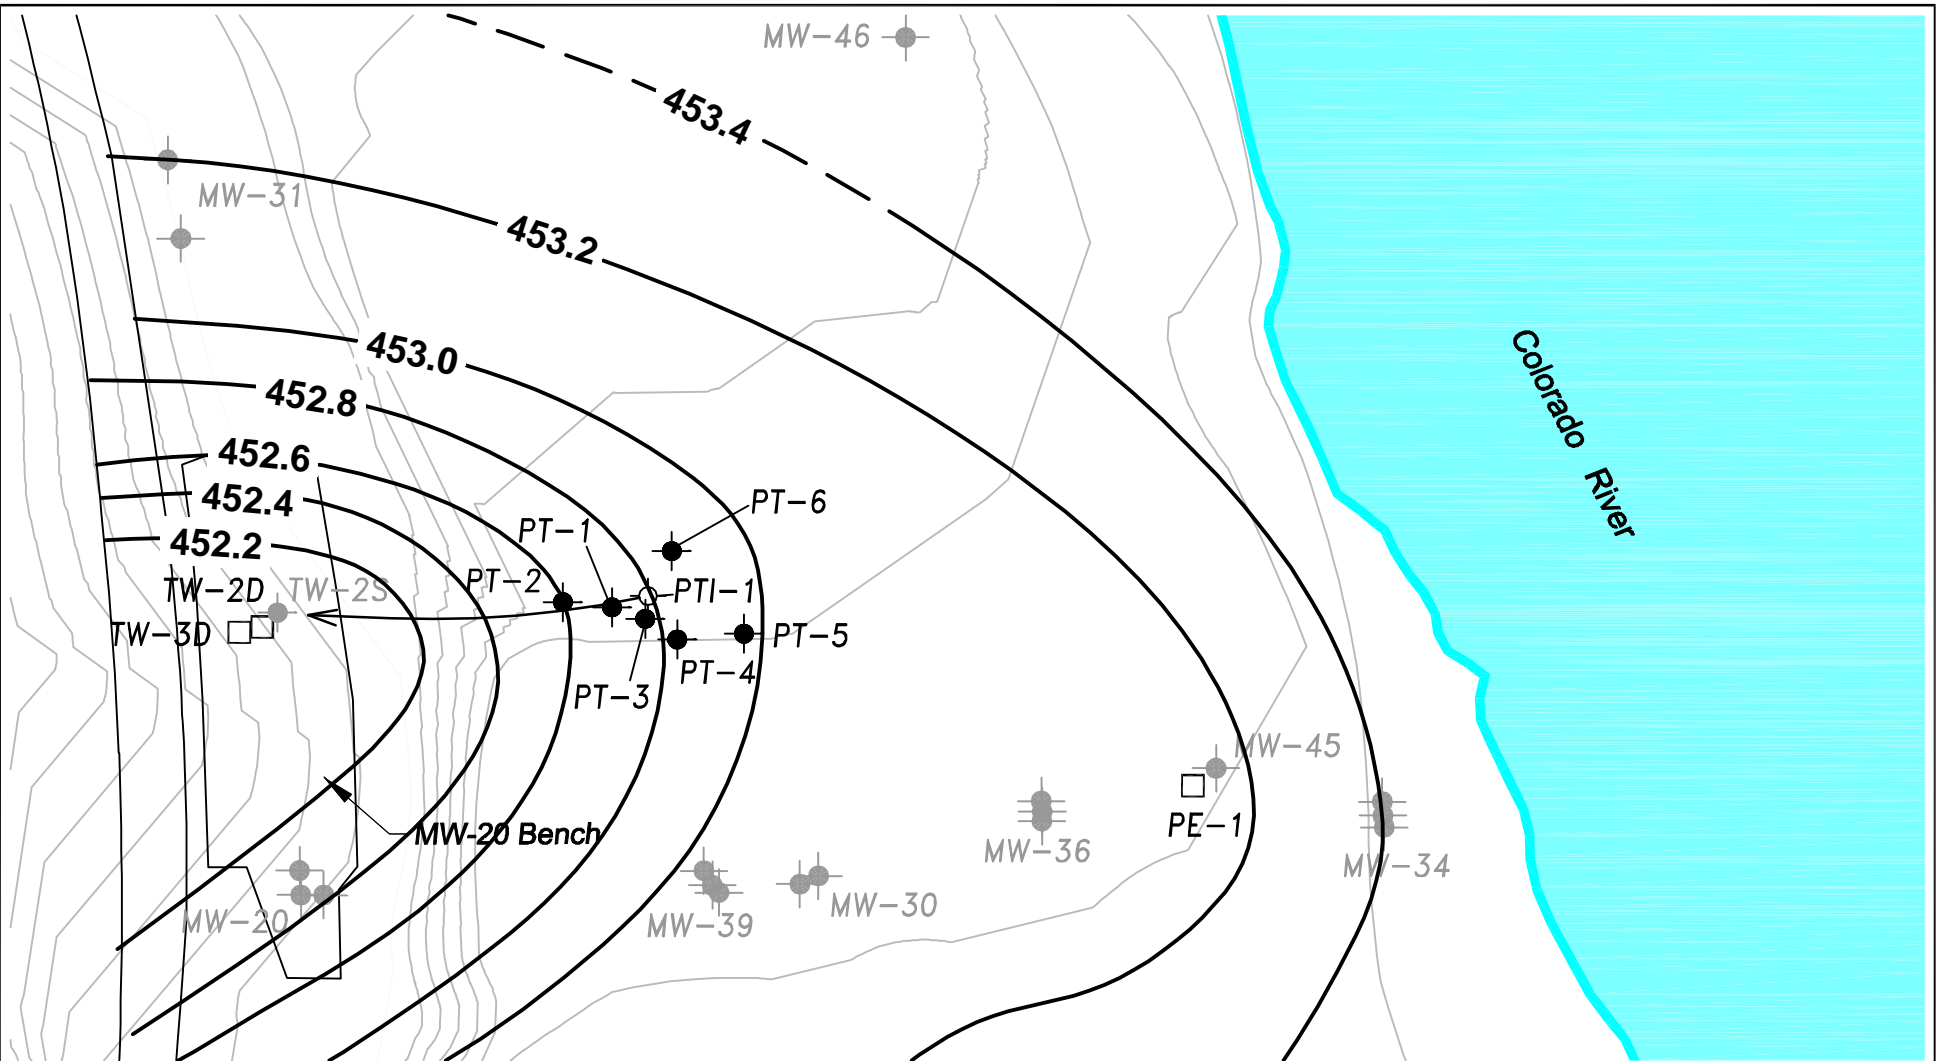 MW-46
453.4
MW-31
453.2
453.0
452.8
452.6
452.4
452.2
Colorado River
PT-6
PT-1
PT-2
TW-2D
TW-2S
PTI-1
TW-3D
PT-5
PT-4
PT-3
MW-45
MW-20 Bench
PE-1
MW-36
MW-34
MW-30
MW-20
MW-39